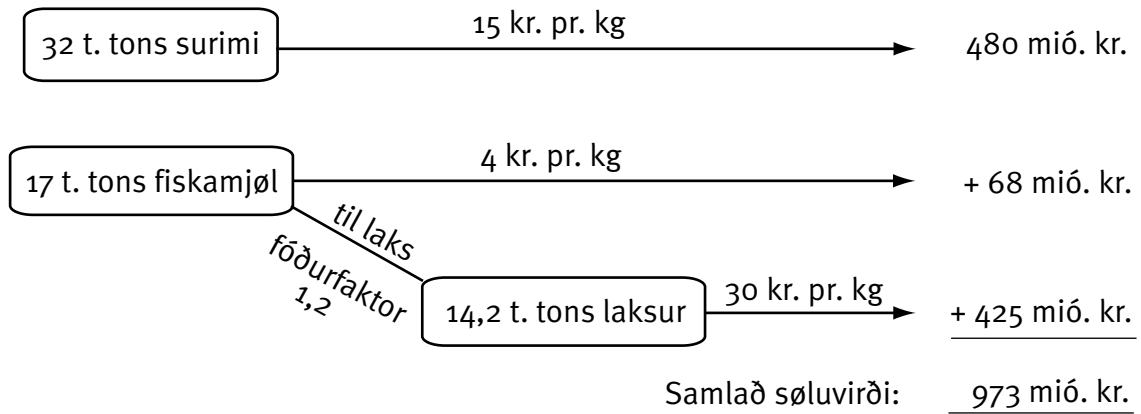 32 t. tons surimi
15 kr. pr. kg
480 mió. kr.
17 t. tons fiskamjøl
4 kr. pr. kg
+ 68 mió. kr.
til laks
fóðurfaktor
1,2
14,2 t. tons laksur
30 kr. pr. kg
+ 425 mió. kr.
Samlað søluvirði:
973 mió. kr.